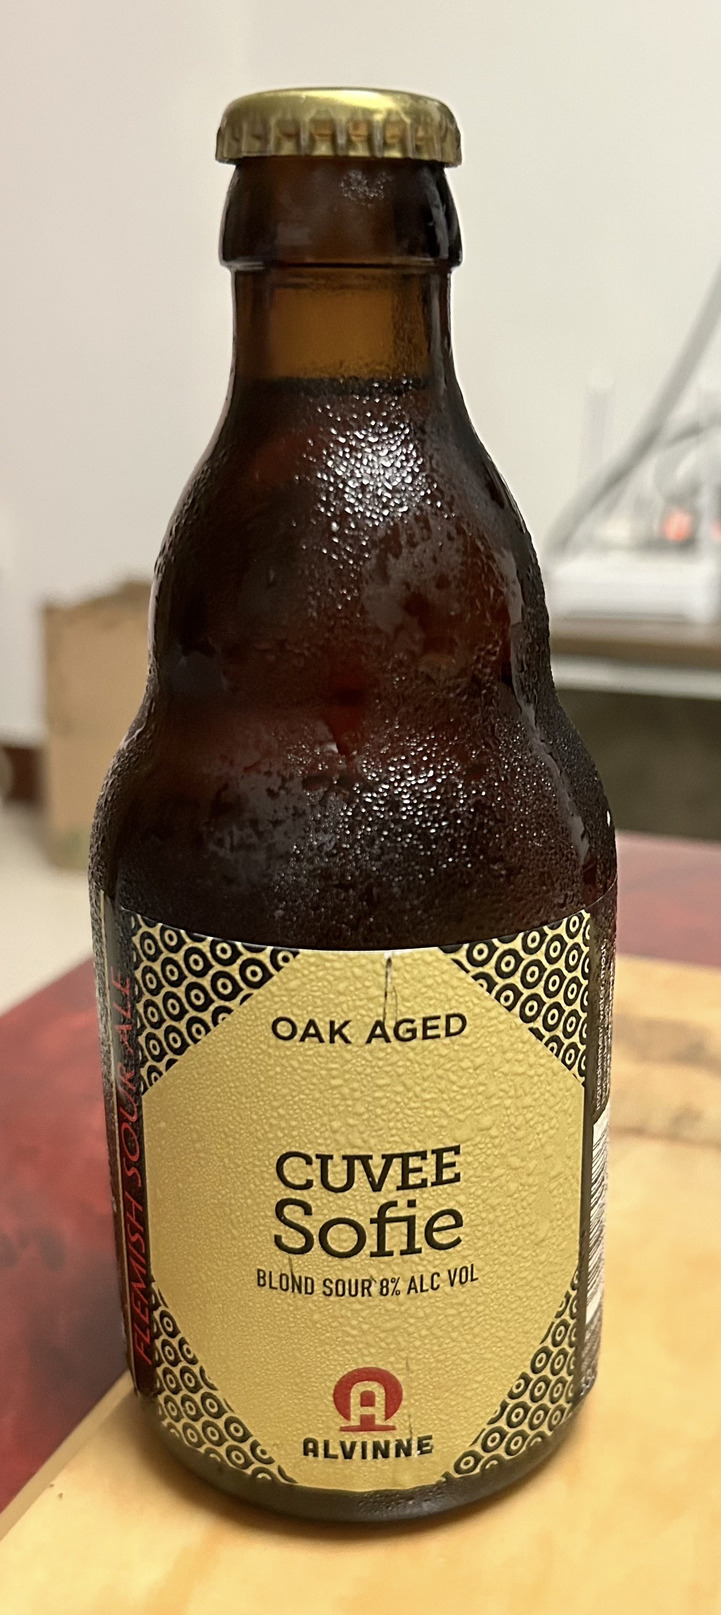 OAK AGED
CUVEE
Sofie
BLOND SOUR 8% ALC VOL
ALVINNE
FLEMISH SOUR ALE